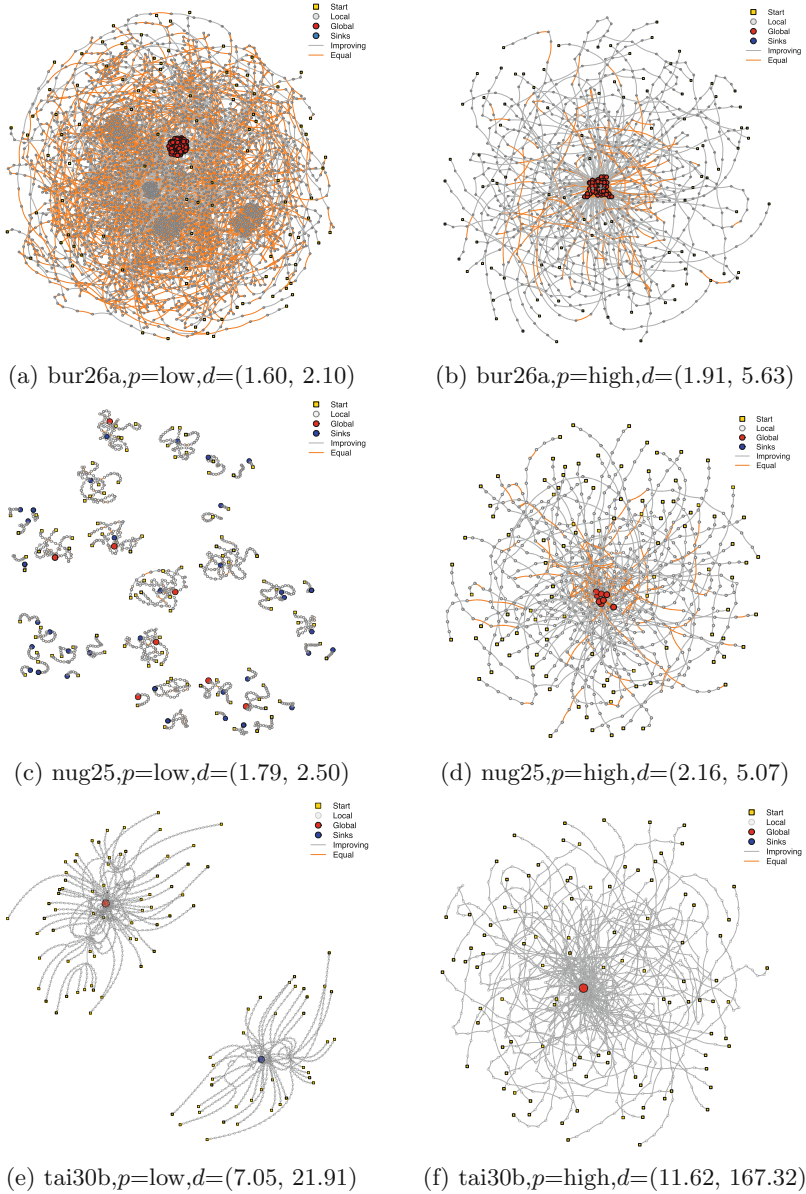 Start
Local
Global
Sinks
Improving
Equal
Start
Local
Global
Sinks
Improving
Equal
(a) bur26a,p=low,d=(1.60, 2.10)
(b) bur26a,p=high,d=(1.91, 5.63)
Start
Local
Global
Sinks
Improving
Equal
Start
Local
Global
Sinks
Improving
Equal
(c) nug25,p=low,d=(1.79, 2.50)
(d) nug25,p=high,d=(2.16, 5.07)
Start
Local
Global
Sinks
Improving
Equal
Start
Local
Global
Sinks
Improving
Equal
(e) tai30b,p=low,d=(7.05, 21.91)
(f) tai30b,p=high,d=(11.62, 167.32)